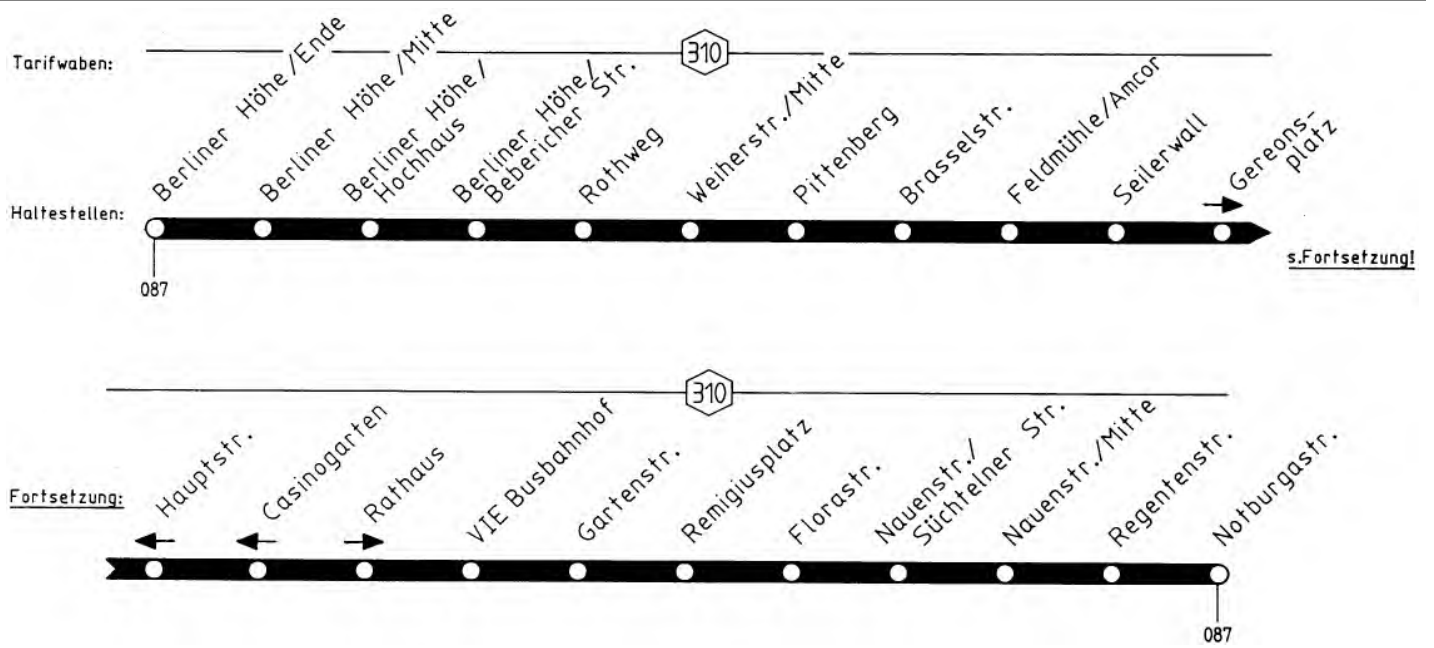 Tarifwaben:
310
Berliner Höhe/Ende
Berliner Höhe/Mitte
Berliner Höhe/
Hochhaus
Berliner Höhe/
Bebericher Str.
Rothweg
Weiherstr./Mitte
Pittenberg
Brasselstr.
Feldmühle/Amcor
Seilerwall
Gereons-
platz
Haltestellen:
s.Fortsetzung!
087
310
Fortsetzung:
Hauptstr.
Casinogarten
Rathaus
VIE Busbahnhof
Gartenstr.
Remigiusplatz
Florastr.
Nauenstr./
Süchtelner Str.
Nauenstr./Mitte
Regentenstr.
Notburgastr.
087